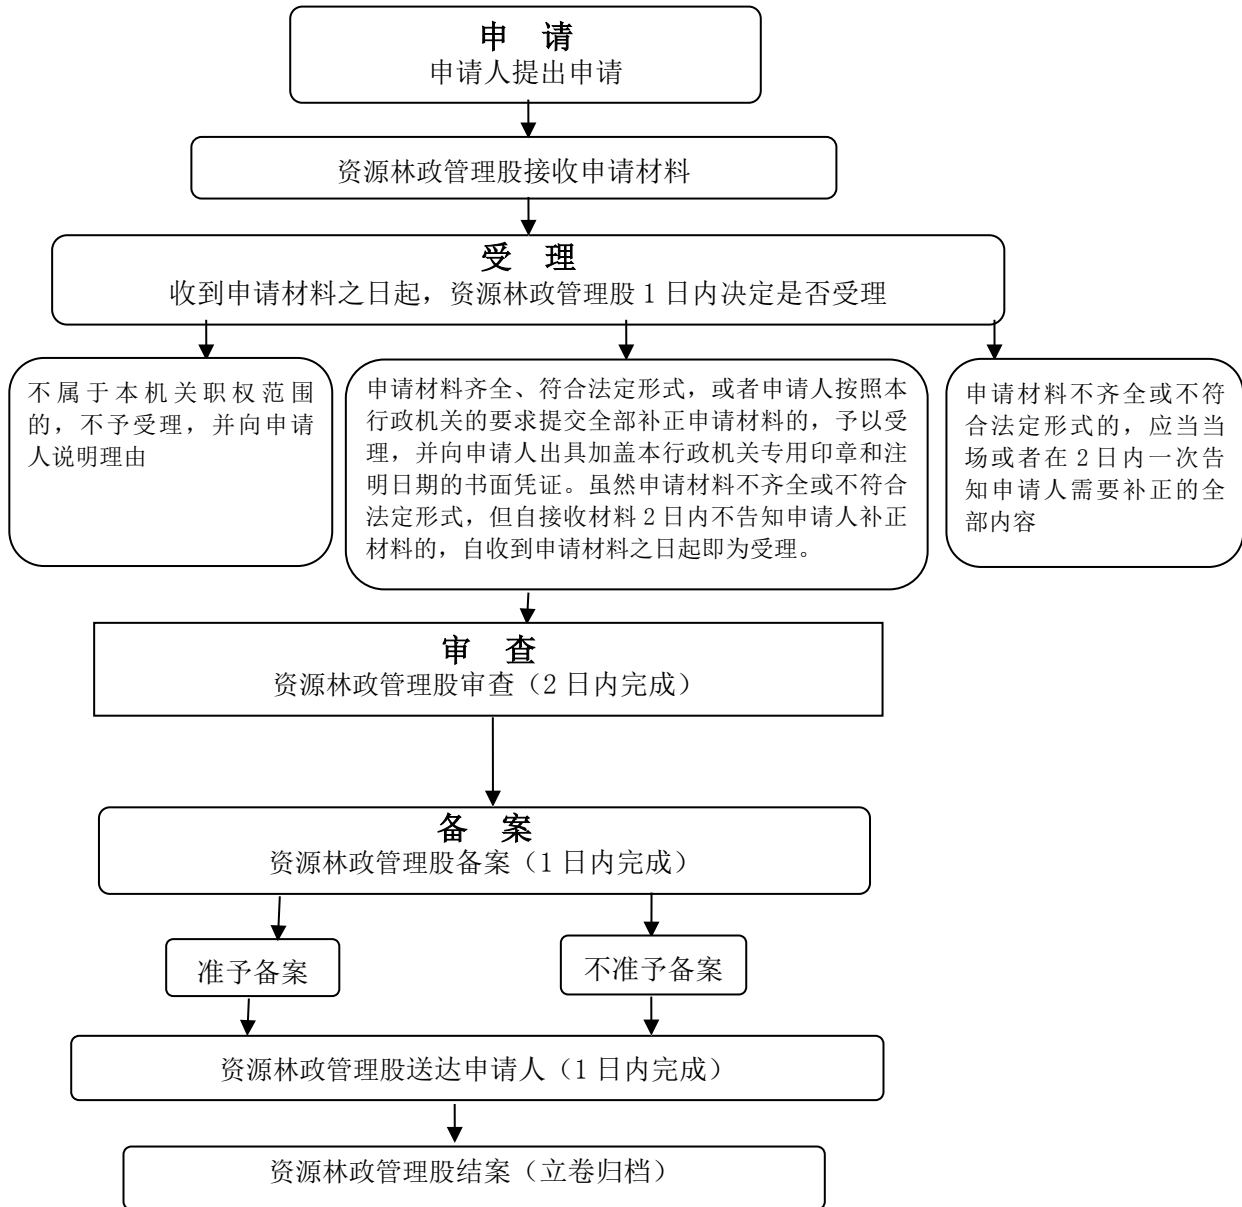 申 请
申请人提出申请
资源林政管理股接收申请材料
受 理
收到申请材料之日起，资源林政管理股 1 日内决定是否受理
不属于本机关职权范围
的，不予受理，并向申请
人说明理由
申请材料齐全、符合法定形式，或者申请人按照本
行政机关的要求提交全部补正申请材料的，予以受
理，并向申请人出具加盖本行政机关专用印章和注
明日期的书面凭证。虽然申请材料不齐全或不符合
法定形式，但自接收材料 2 日内不告知申请人补正
材料的，自收到申请材料之日起即为受理。
申请材料不齐全或不符
合法定形式的，应当当
场或者在 2 日内一次告
知申请人需要补正的全
部内容
审 查
资源林政管理股审查（2 日内完成）
备 案
资源林政管理股备案（1 日内完成）
准予备案
不准予备案
资源林政管理股送达申请人（1 日内完成）
资源林政管理股结案（立卷归档）